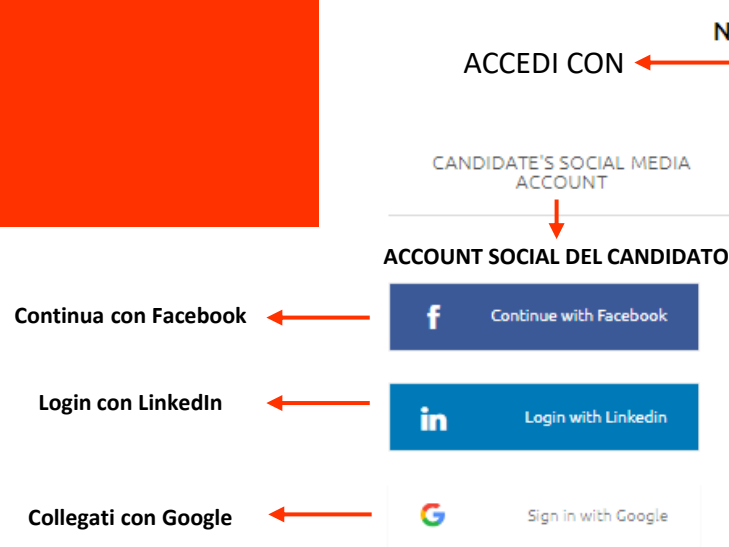 N
ACCEDI CON
CANDIDATE'S SOCIAL MEDIA
ACCOUNT
ACCOUNT SOCIAL DEL CANDIDATO
Continua con Facebook
f Continue with Facebook
Login con LinkedIn
in Login with Linkedin
Collegati con Google
G Sign in with Google